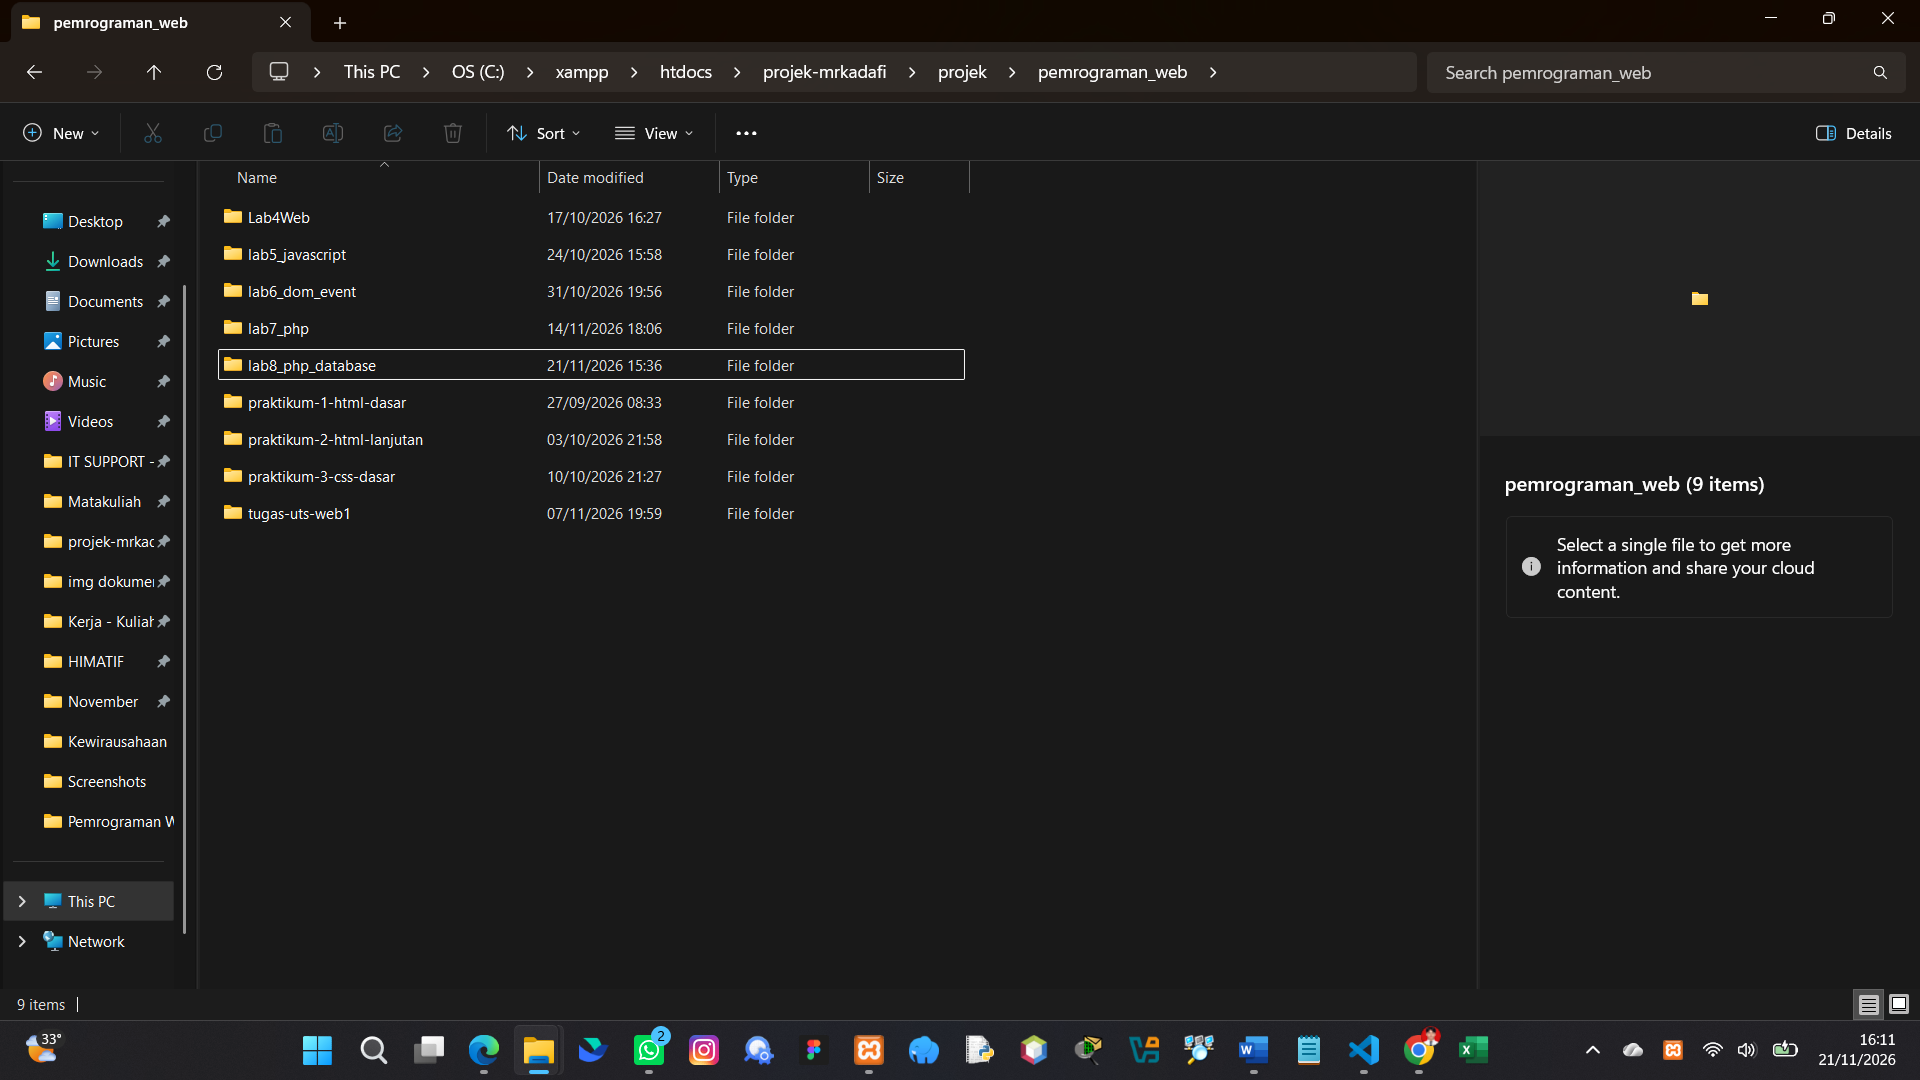 pemrograman_web
This PC
OS (C:)
xampp
htdocs
projek-mrkadafi
projek
pemrograman_web
Search pemrograman_web
New
Sort
View
Details
Name Date modified Type Size
Lab4Web 17/10/2026 16:27 File folder
lab5_javascript 24/10/2026 15:58 File folder
lab6_dom_event 31/10/2026 19:56 File folder
lab7_php 14/11/2026 18:06 File folder
lab8_php_database 21/11/2026 15:36 File folder
praktikum-1-html-dasar 27/09/2026 08:33 File folder
praktikum-2-html-lanjutan 03/10/2026 21:58 File folder
praktikum-3-css-dasar 10/10/2026 21:27 File folder
tugas-uts-web1 07/11/2026 19:59 File folder
Desktop
Downloads
Documents
Pictures
Music
Videos
IT SUPPORT -
Matakuliah
projek-mrkac
img dokume
Kerja - Kuliah
HIMATIF
November
Kewirausahaan
Screenshots
Pemrograman W
This PC
Network
pemrograman_web (9 items)
Select a single file to get more
information and share your cloud
content.
9 items
33°
2
16:11
21/11/2026